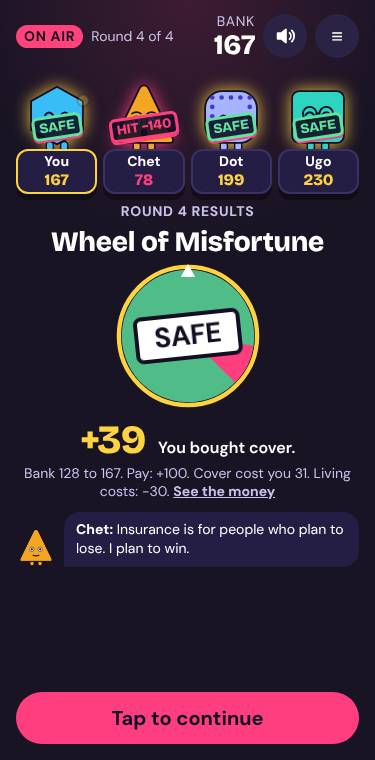 ON AIR
Round 4 of 4
BANK
167
SAFE
HIT -140
SAFE
SAFE
You
167
Chet
78
Dot
199
Ugo
230
ROUND 4 RESULTS
Wheel of Misfortune
SAFE
+39 You bought cover.
Bank 128 to 167. Pay: +100. Cover cost you 31. Living
costs: -30. See the money
Chet: Insurance is for people who plan to
lose. I plan to win.
Tap to continue